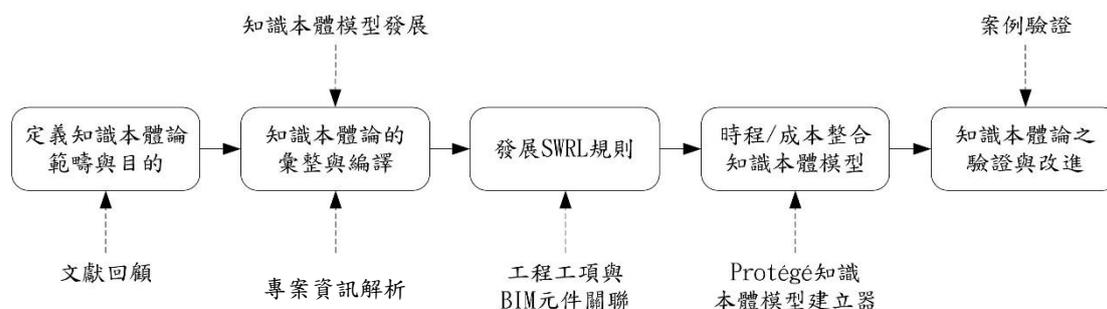 知識本體模型發展
案例驗證
定義知識本體論
範疇與目的
知識本體論的
彙整與編譯
發展SWRL規則
時程/成本整合
知識本體模型
知識本體論之
驗證與改進
文獻回顧
專案資訊解析
工程工項與
BIM元件關聯
Protégé知識
本體模型建立器